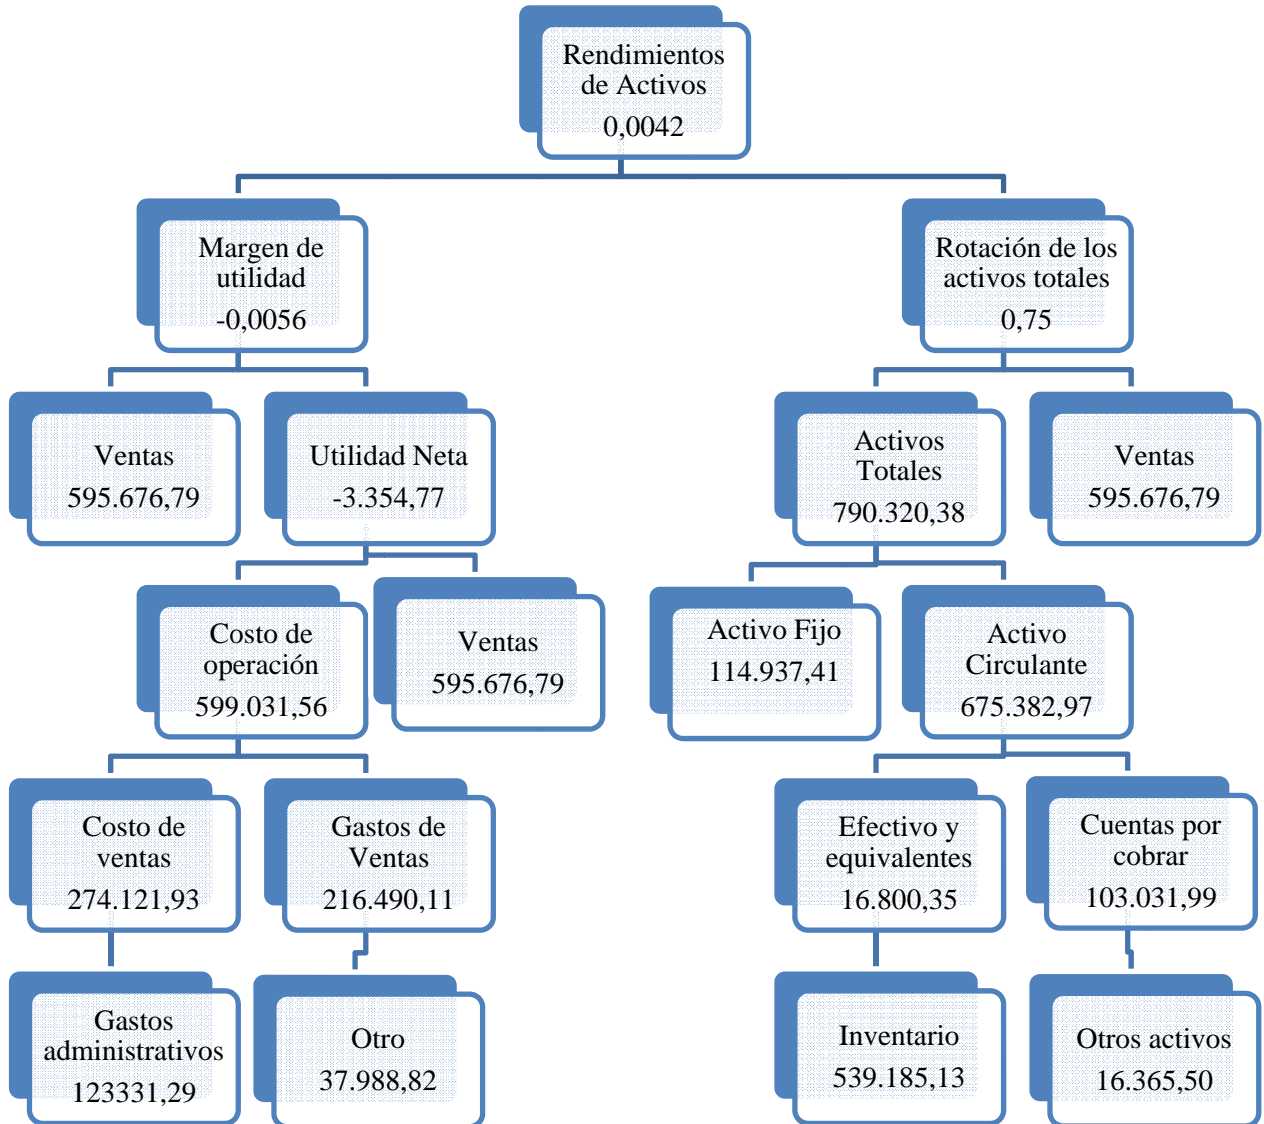 Rendimientos
de Activos
0,0042
Margen de
utilidad
-0,0056
Rotación de los
activos totales
0,75
Ventas
595.676,79
Utilidad Neta
-3.354,77
Activos
Totales
790.320,38
Ventas
595.676,79
Costo de
operación
599.031,56
Ventas
595.676,79
Activo Fijo
114.937,41
Activo
Circulante
675.382,97
Costo de
ventas
274.121,93
Gastos de
Ventas
216.490,11
Efectivo y
equivalentes
16.800,35
Cuentas por
cobrar
103.031,99
Gastos
administrativos
123331,29
Otro
37.988,82
Inventario
539.185,13
Otros activos
16.365,50